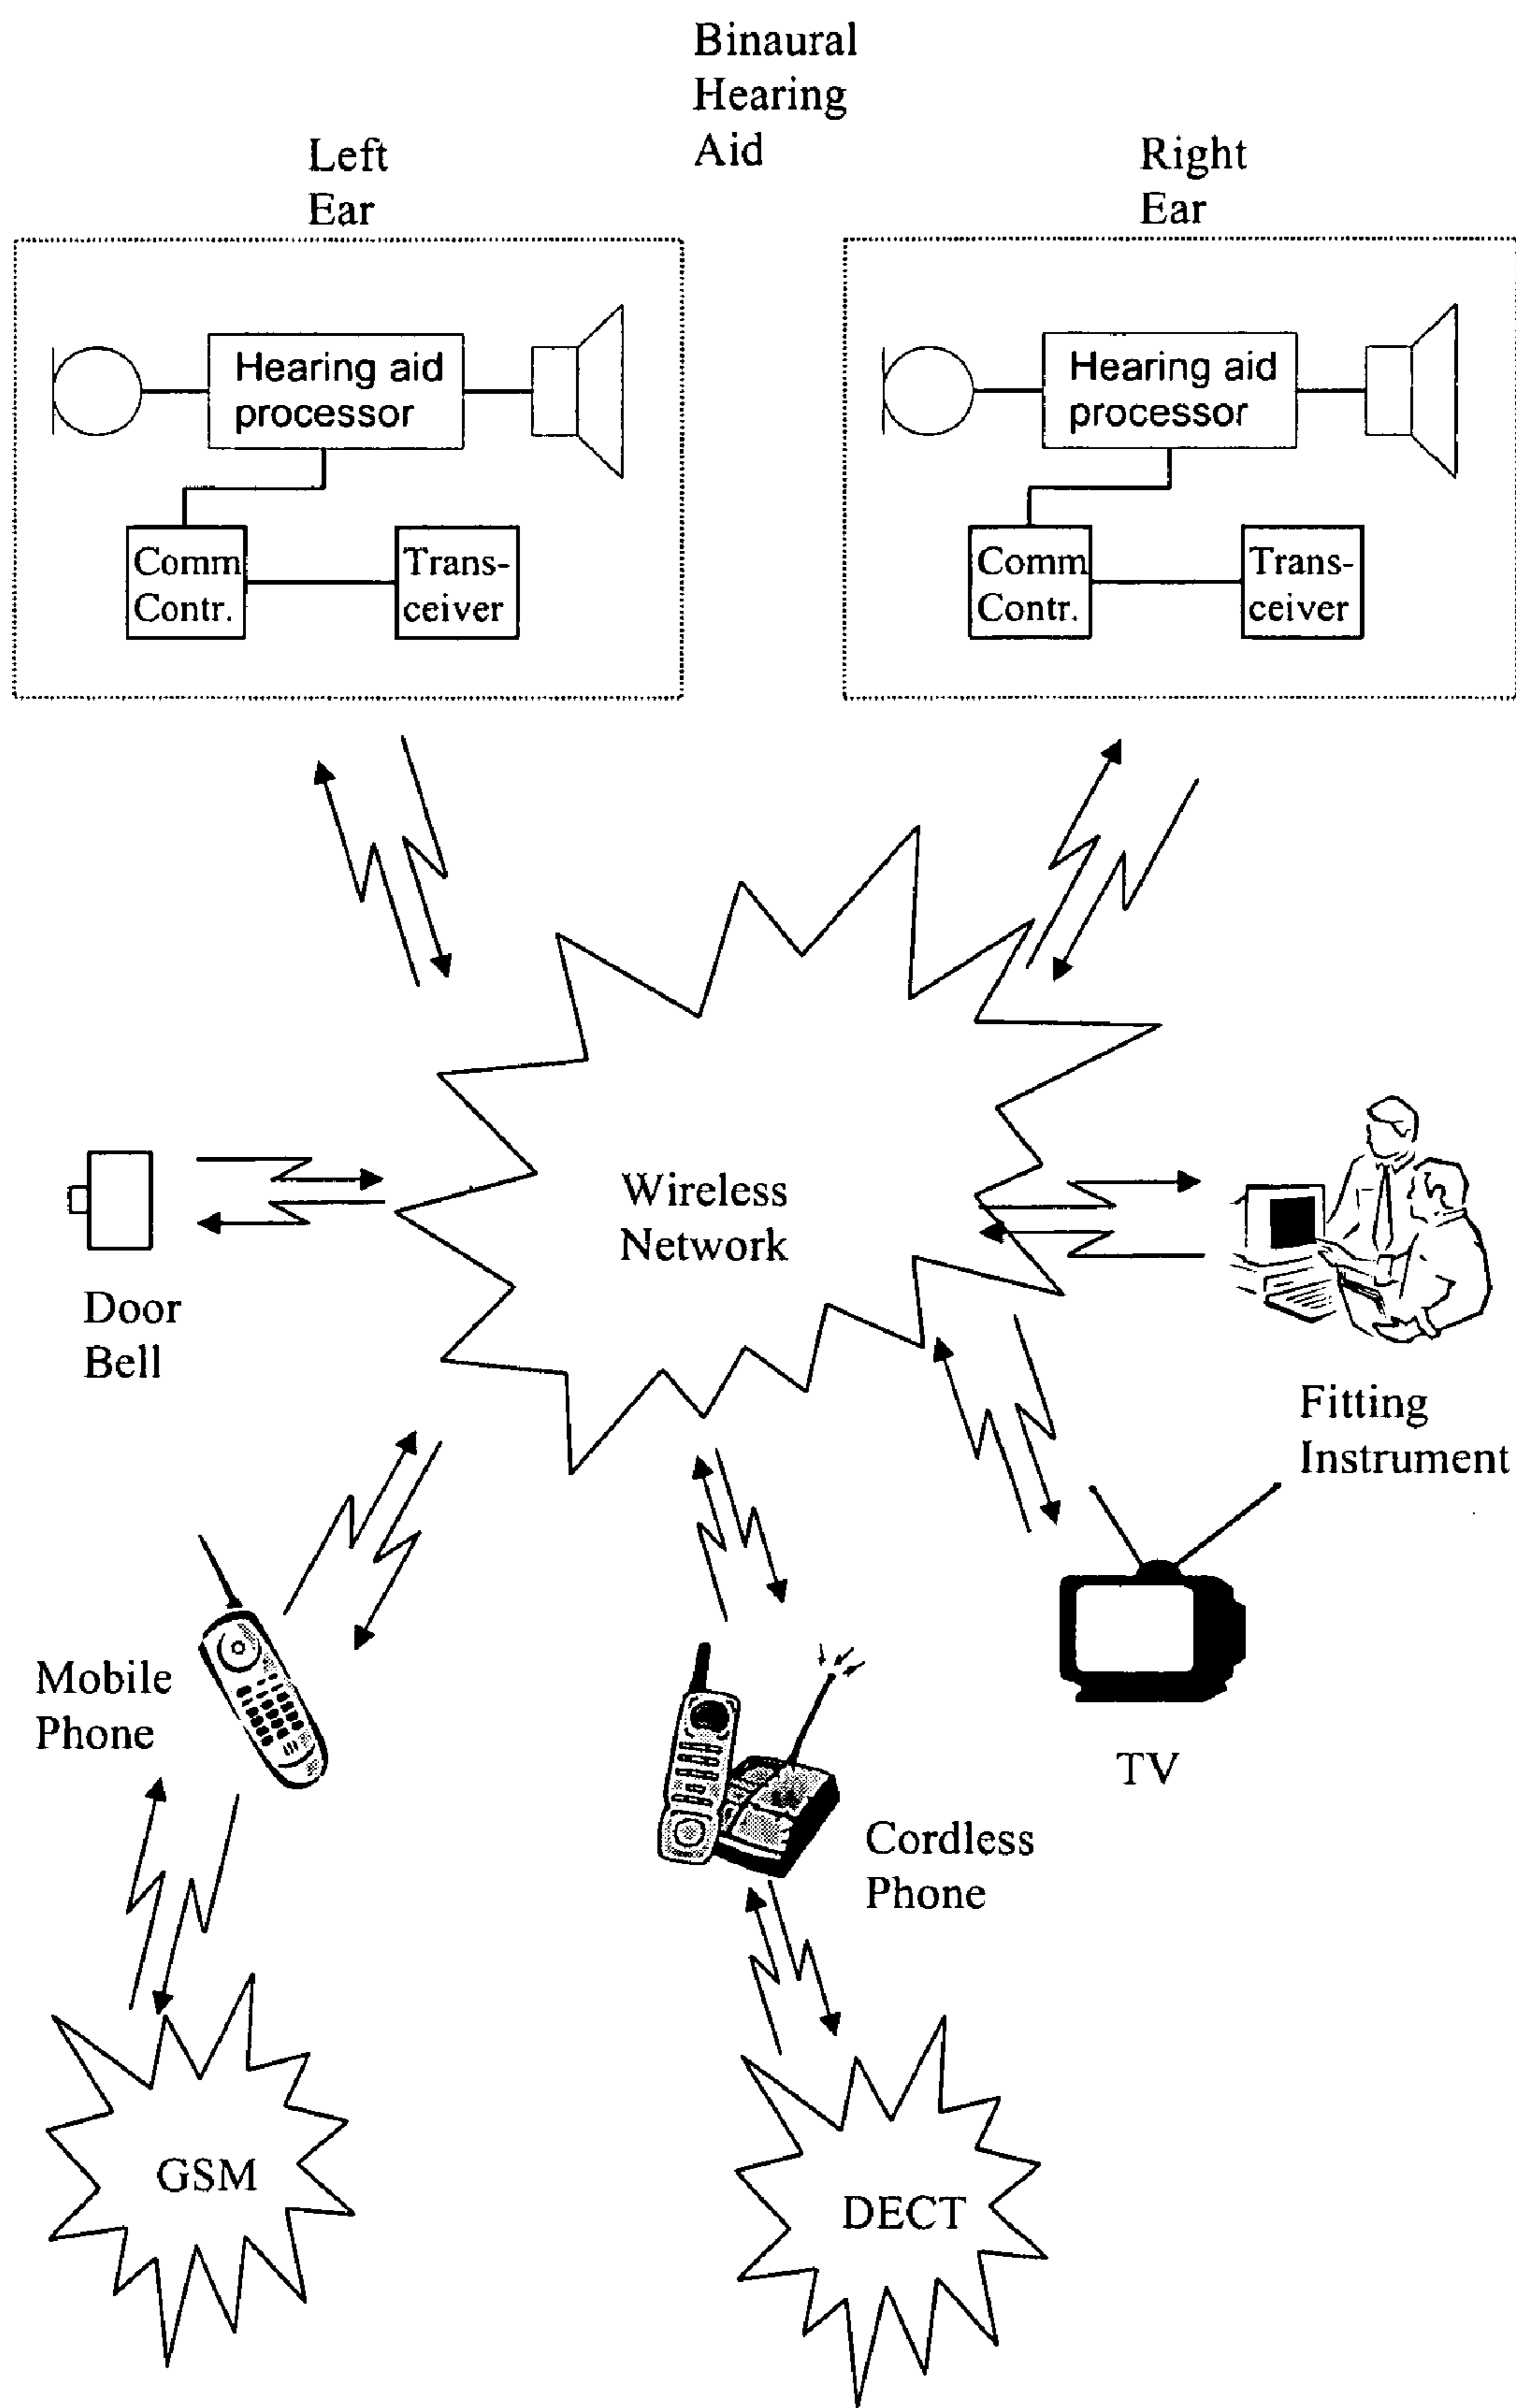 Binaural
Hearing
Aid
Left
Ear
Right
Ear
Hearing aid
processor
Comm
Contr.
Trans-
ceiver
Hearing aid
processor
Comm
Contr.
Trans-
ceiver
Wireless
Network
Door
Bell
Fitting
Instrument
Mobile
Phone
TV
Cordless
Phone
GSM
DECT